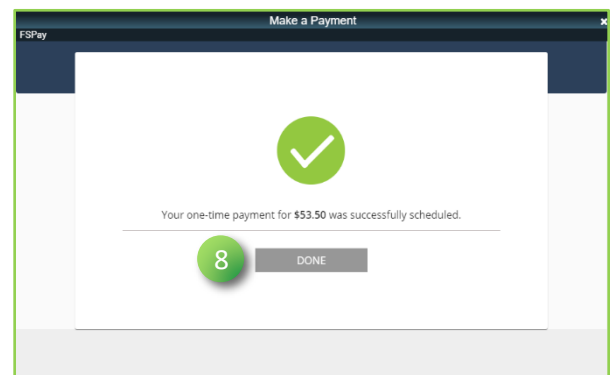 Make a Payment
x
FSPay
Your one-time payment for $53.50 was successfully scheduled.
8
DONE